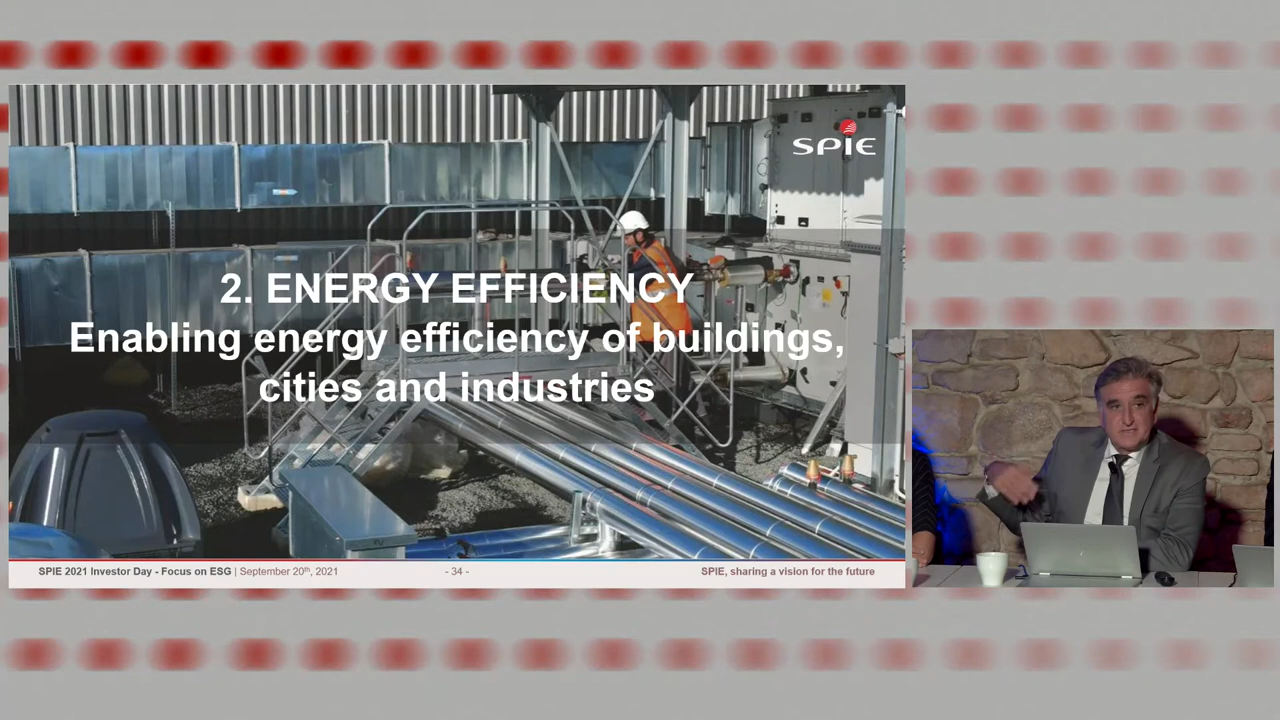 SPIE
2. ENERGY EFFICIENCY
Enabling energy efficiency of buildings,
cities and industries
SPIE 2021 Investor Day - Focus on ESG | September 20th, 2021
- 34 -
SPIE, sharing a vision for the future